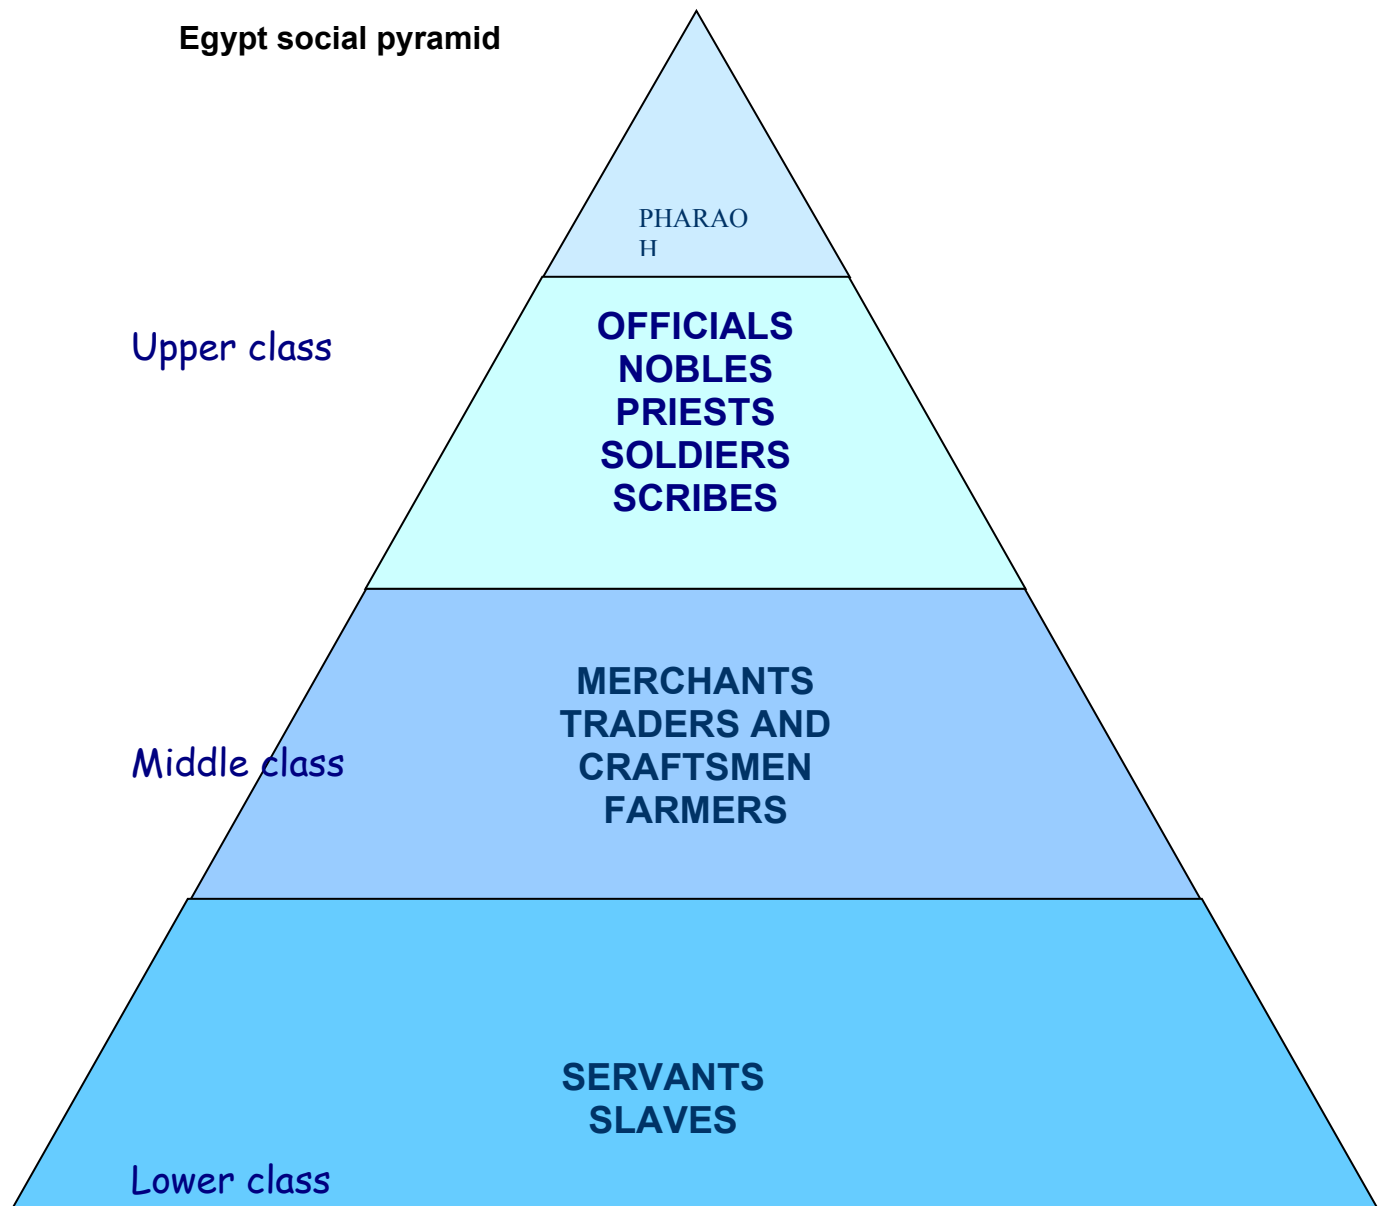 Egypt social pyramid
PHARAO
H
Upper class
OFFICIALS
NOBLES
PRIESTS
SOLDIERS
SCRIBES
Middle class
MERCHANTS
TRADERS AND
CRAFTSMEN
FARMERS
SERVANTS
SLAVES
Lower class